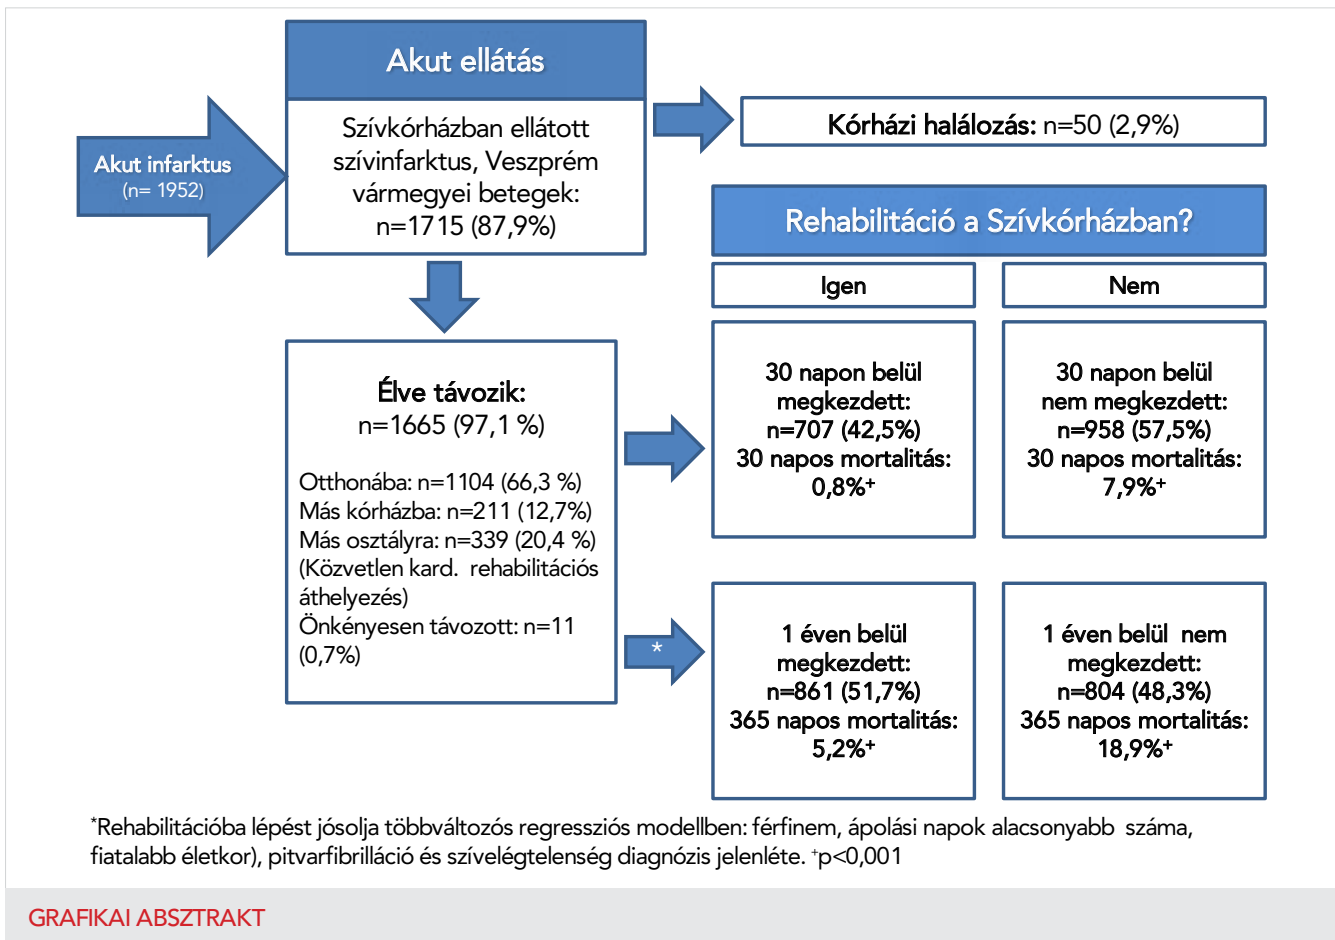 Akut infarktus
(n= 1952)
Akut ellátás
Szívkórházban ellátott
szívinfarktus, Veszprém
vármegyei betegek:
n=1715 (87,9%)
Kórházi halálozás: n=50 (2,9%)
Rehabilitáció a Szívkórházban?
Igen
Nem
Élve távozik:
n=1665 (97,1 %)
Otthonába: n=1104 (66,3 %)
Más kórházba: n=211 (12,7%)
Más osztályra: n=339 (20,4 %)
(Közvetlen kard. rehabilitációs
áthelyezés)
Önkényesen távozott: n=11
(0,7%)
30 napon belül
megkezdett:
n=707 (42,5%)
30 napos mortalitás:
0,8%⁺
30 napon belül
nem megkezdett:
n=958 (57,5%)
30 napos mortalitás:
7,9%⁺
*
1 éven belül
megkezdett:
n=861 (51,7%)
365 napos mortalitás:
5,2%⁺
1 éven belül nem
megkezdett:
n=804 (48,3%)
365 napos mortalitás:
18,9%⁺
*Rehabilitációba lépést jósolja többváltozós regressziós modellben: férfinem, ápolási napok alacsonyabb száma,
fiatalabb életkor), pitvarfibrilláció és szívelégtelenség diagnózis jelenléte. ⁺p<0,001
GRAFIKAI ABSZTRAKT